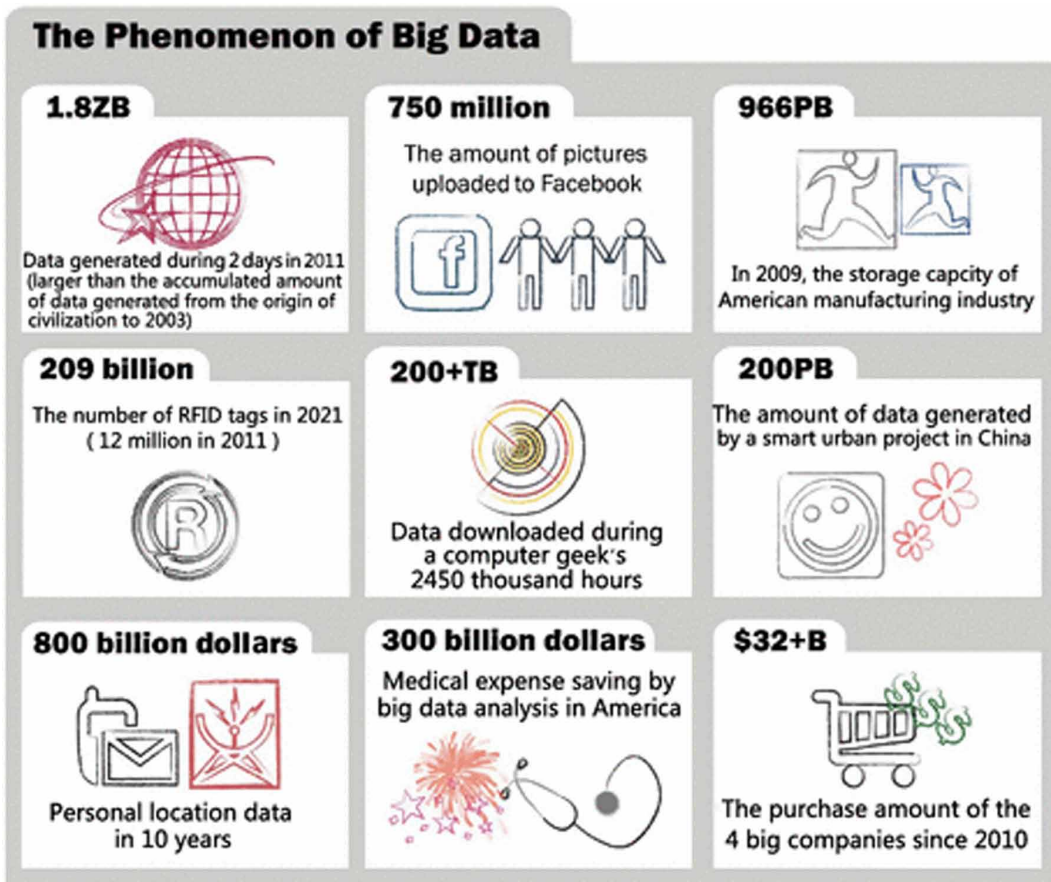 The Phenomenon of Big Data
1.8ZB
Data generated during 2 days in 2011
(larger than the accumulated amount
of data generated from the origin of
civilization to 2003)
750 million
The amount of pictures
uploaded to Facebook
f
966PB
In 2009, the storage capcity of
American manufacturing industry
209 billion
The number of RFID tags in 2021
( 12 million in 2011 )
R
200+TB
Data downloaded during
a computer geek's
2450 thousand hours
200PB
The amount of data generated
by a smart urban project in China
800 billion dollars
Personal location data
in 10 years
300 billion dollars
Medical expense saving by
big data analysis in America
$32+B
$$$
The purchase amount of the
4 big companies since 2010